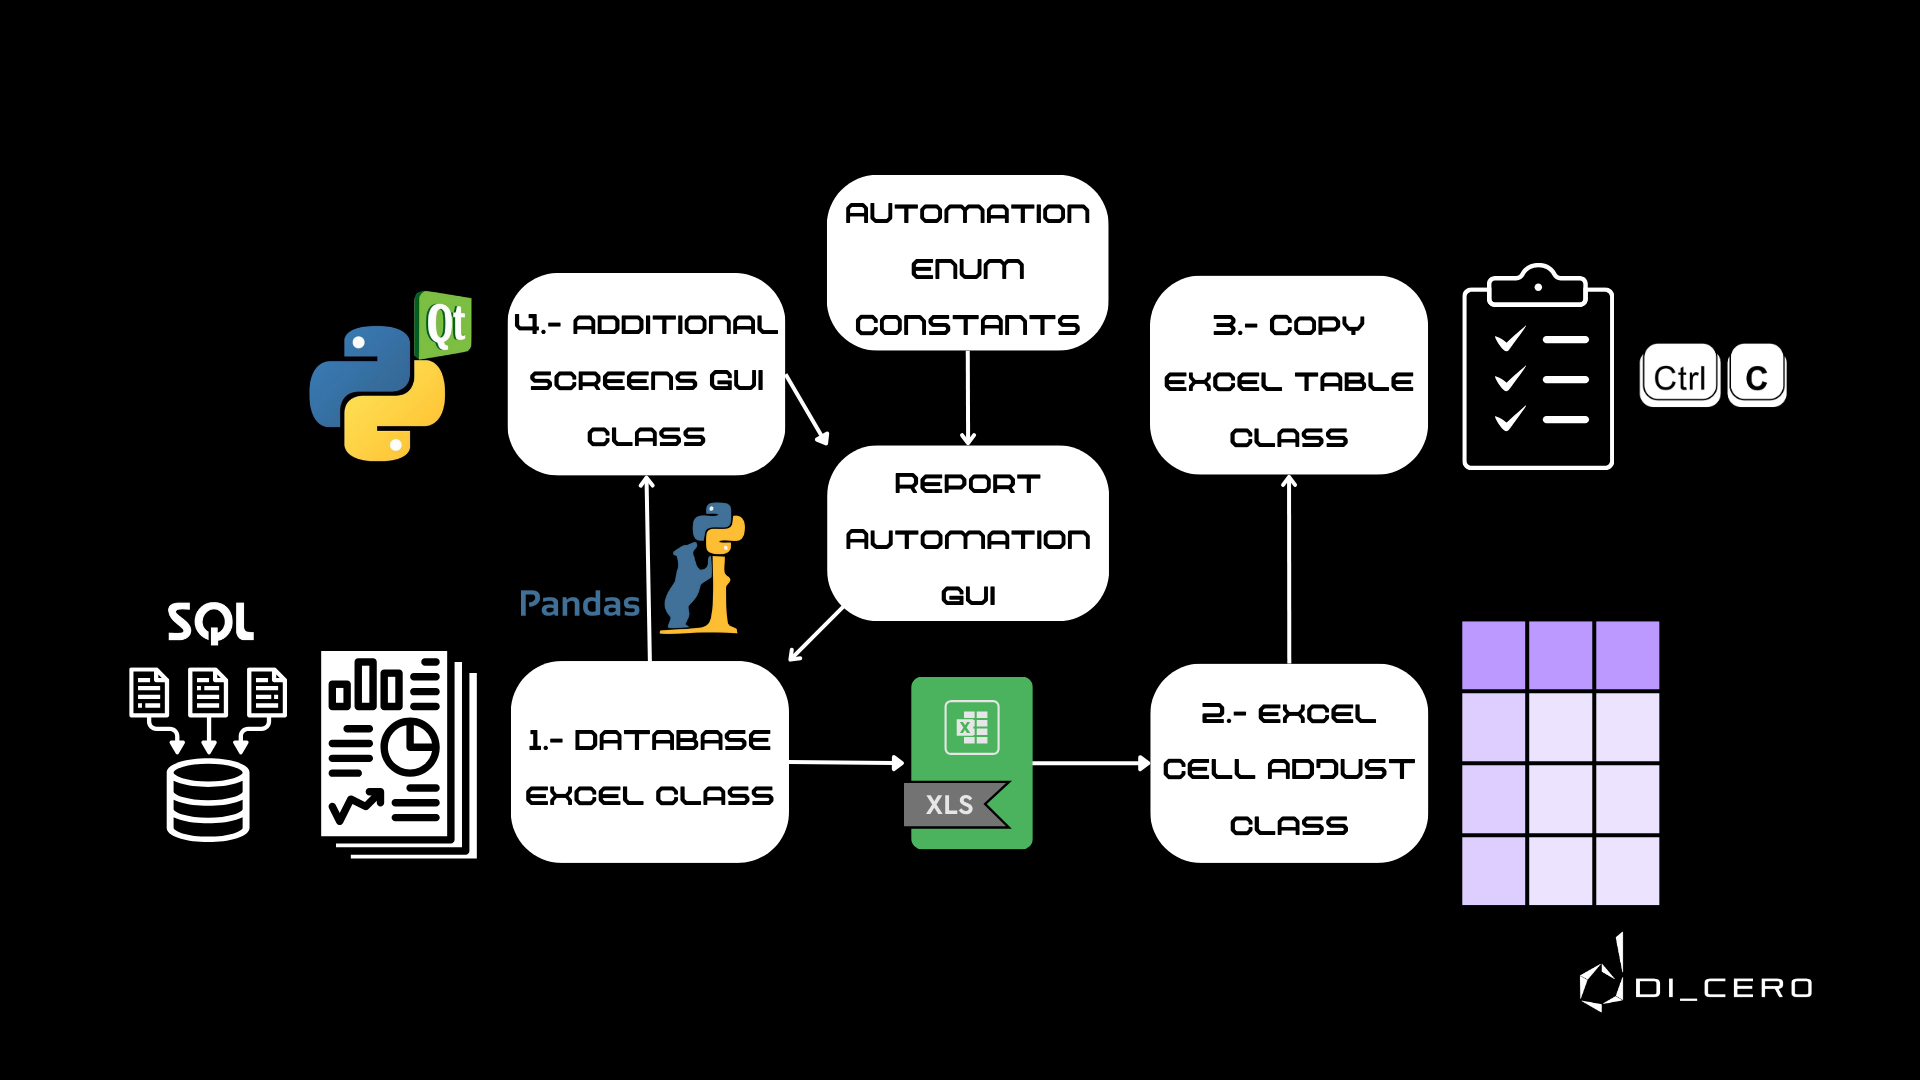 AUTOMATION
ENUM
CONSTANTS
4.- ADDITIONAL
SCREENS GUI
CLASS
Qt
3.- COPY
EXCEL TABLE
CLASS
Ctrl C
REPORT
AUTOMATION
GUI
Pandas
SQL
1.- DATABASE
EXCEL CLASS
X
XLS
2.- EXCEL
CELL ADJUST
CLASS
DI_CERO